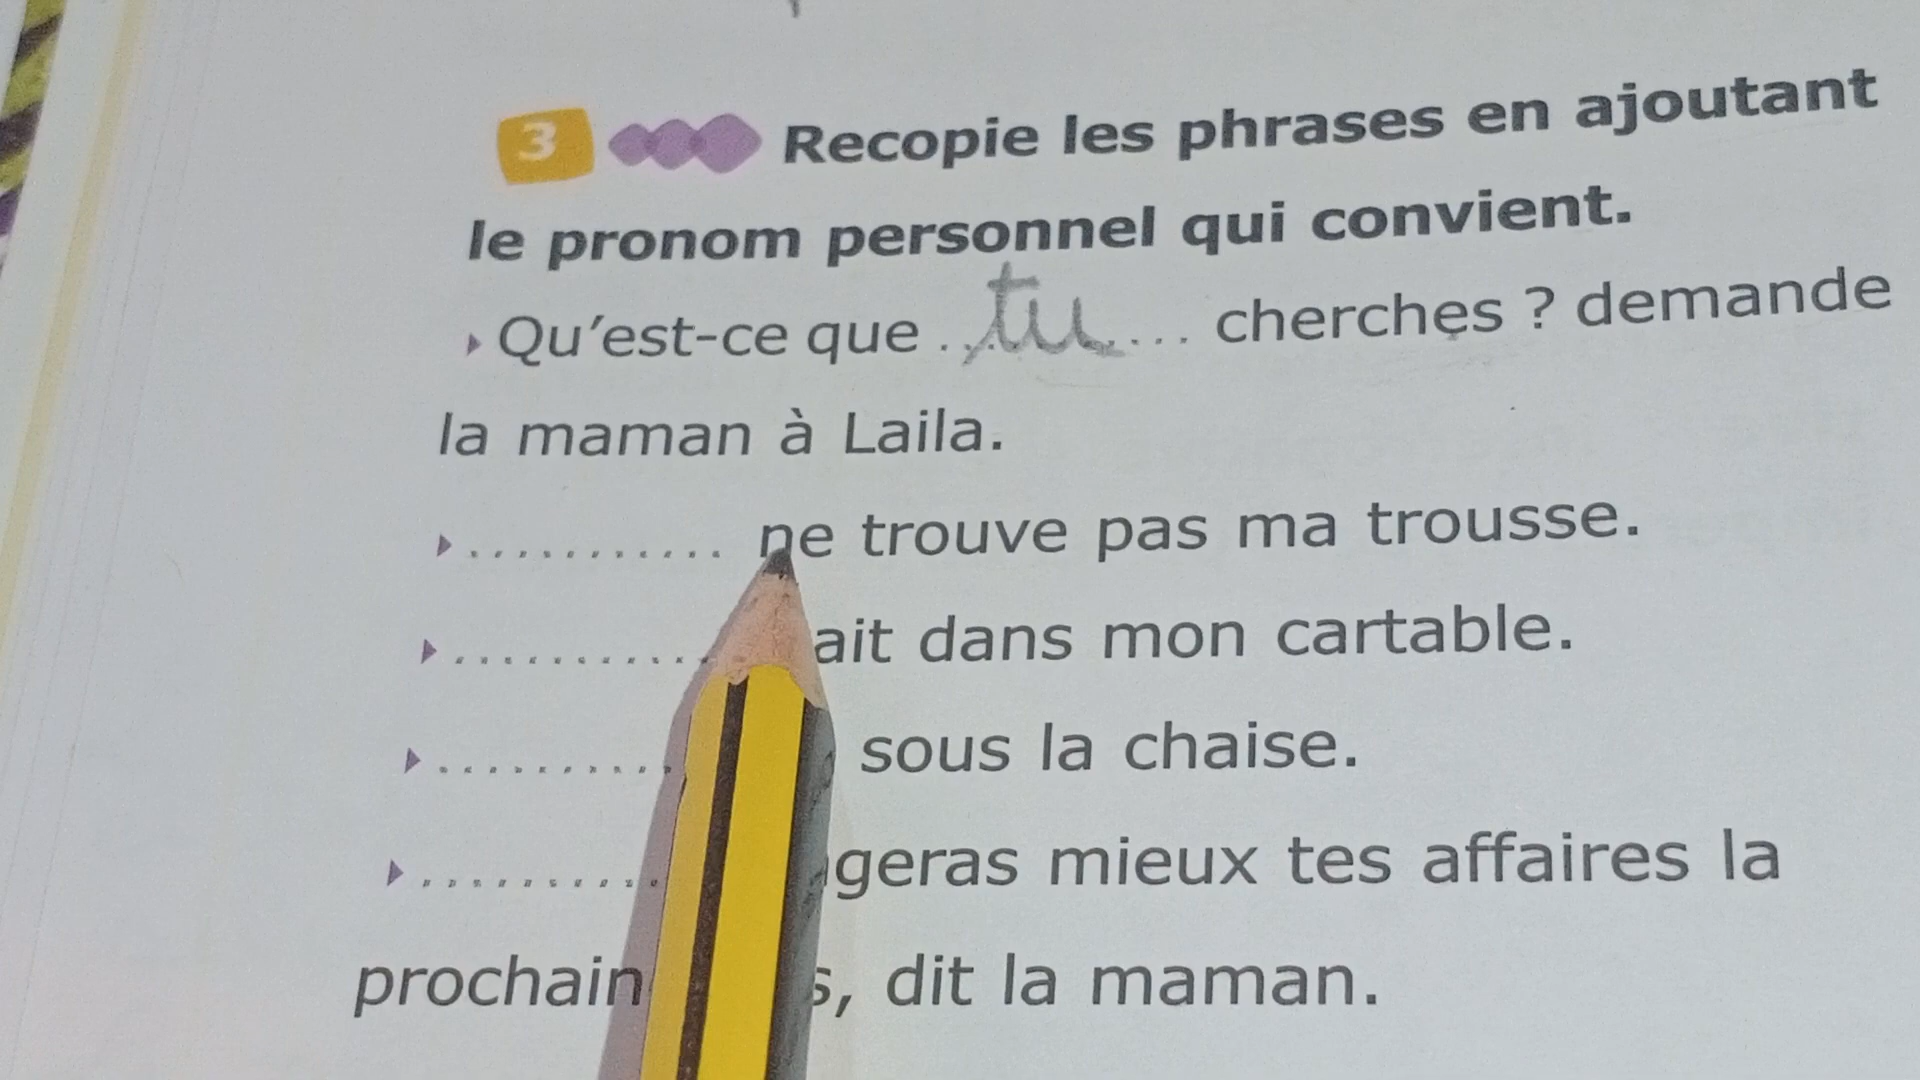 3 Recopie les phrases en ajoutant
le pronom personnel qui convient.
Qu'est-ce que ..tu... cherches ? demande
la maman à Laila.
............ ne trouve pas ma trousse.
........... ait dans mon cartable.
.......... sous la chaise.
.......... geras mieux tes affaires la
dit la maman.